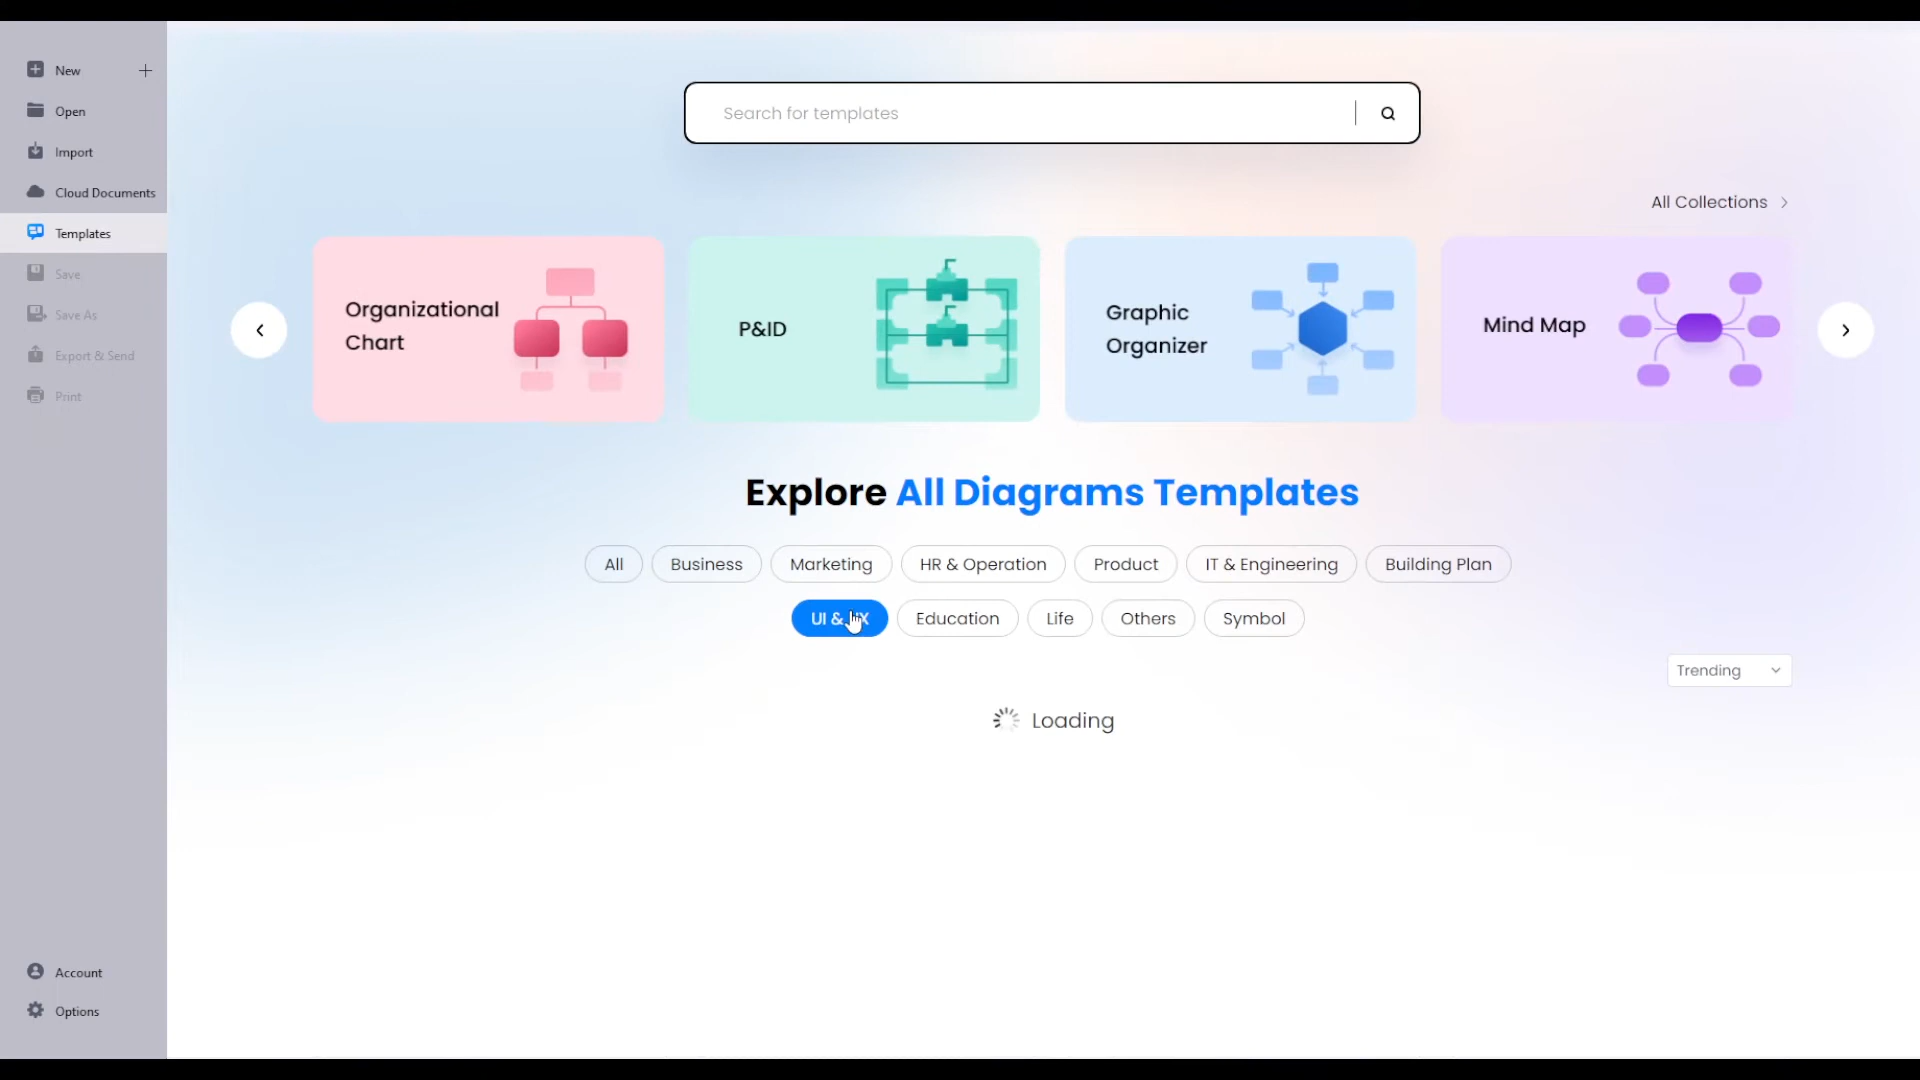 New
Open
Import
Cloud Documents
Templates
Save
Save As
Export & Send
Print
Account
Options
Search for templates
All Collections
Organizational
Chart
P&ID
Graphic
Organizer
Mind Map
Explore All Diagrams Templates
All Business Marketing HR & Operation Product IT & Engineering Building Plan
UI & UX Education Life Others Symbol
Trending
Loading